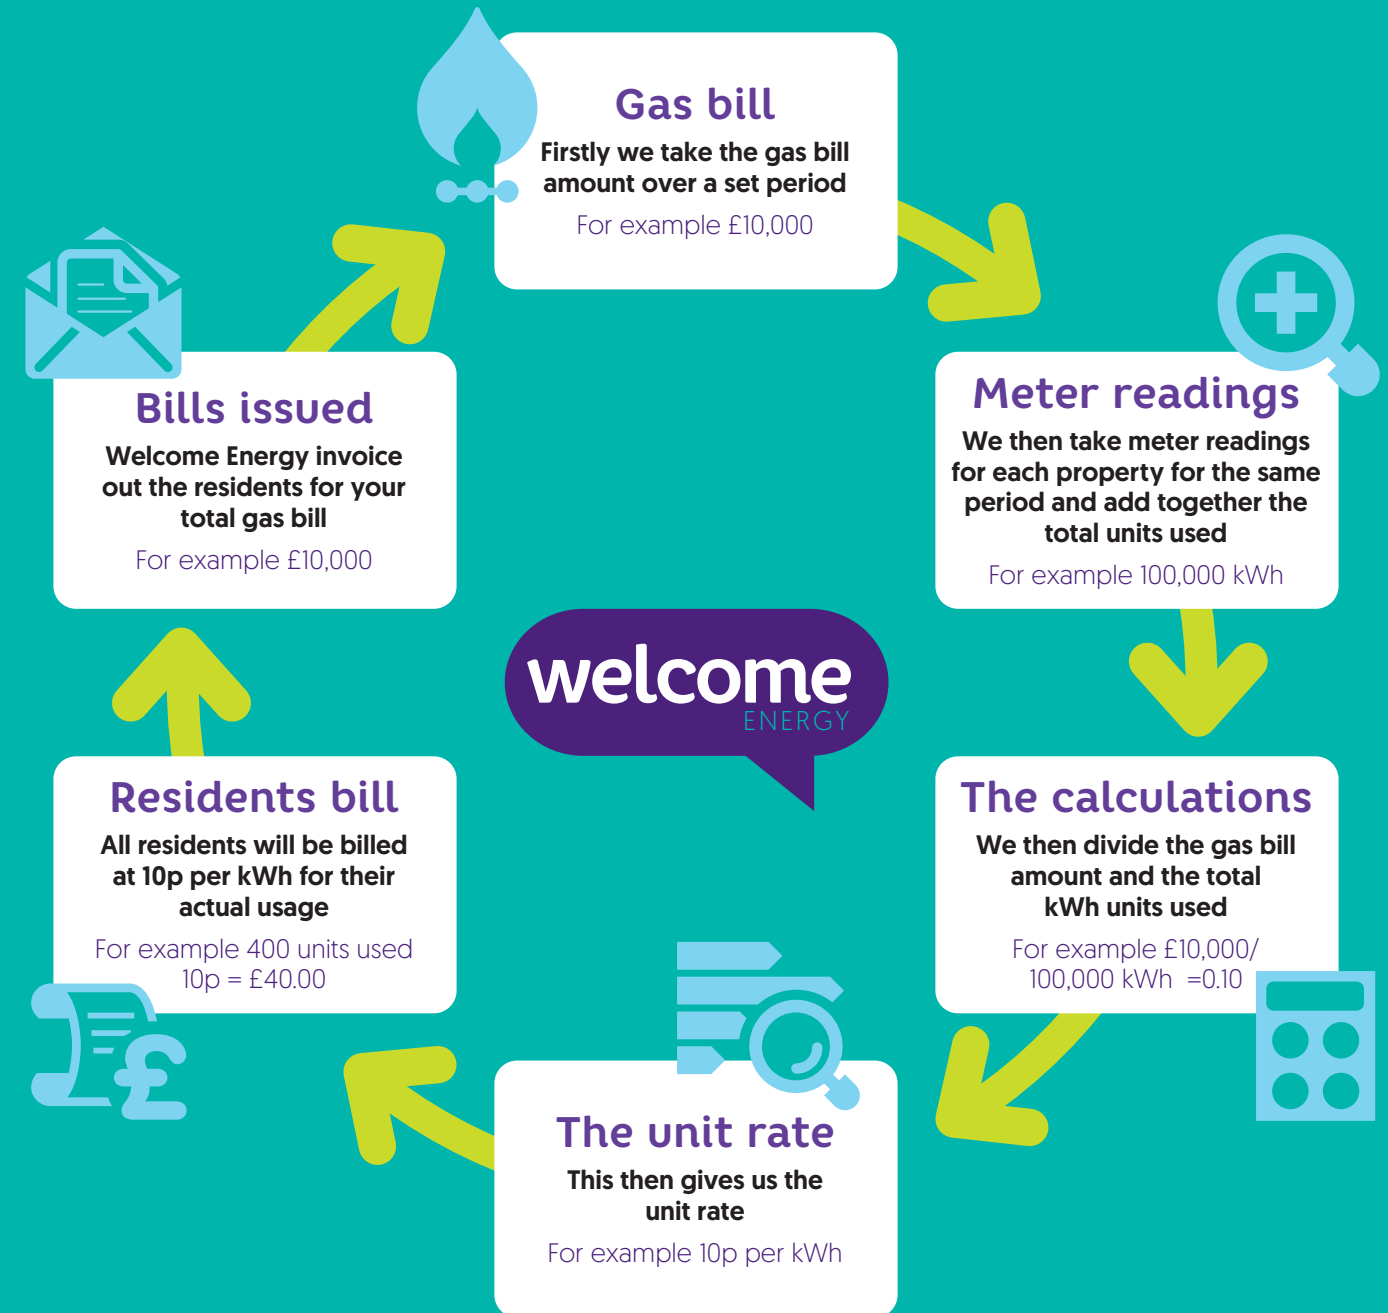 Gas bill
Firstly we take the gas bill
amount over a set period
For example £10,000
Meter readings
We then take meter readings
for each property for the same
period and add together the
total units used
For example 100,000 kWh
The calculations
We then divide the gas bill
amount and the total
kWh units used
For example £10,000/
100,000 kWh =0.10
The unit rate
This then gives us the
unit rate
For example 10p per kWh
Residents bill
All residents will be billed
at 10p per kWh for their
actual usage
For example 400 units used
10p = £40.00
£
Bills issued
Welcome Energy invoice
out the residents for your
total gas bill
For example £10,000
welcome
ENERGY